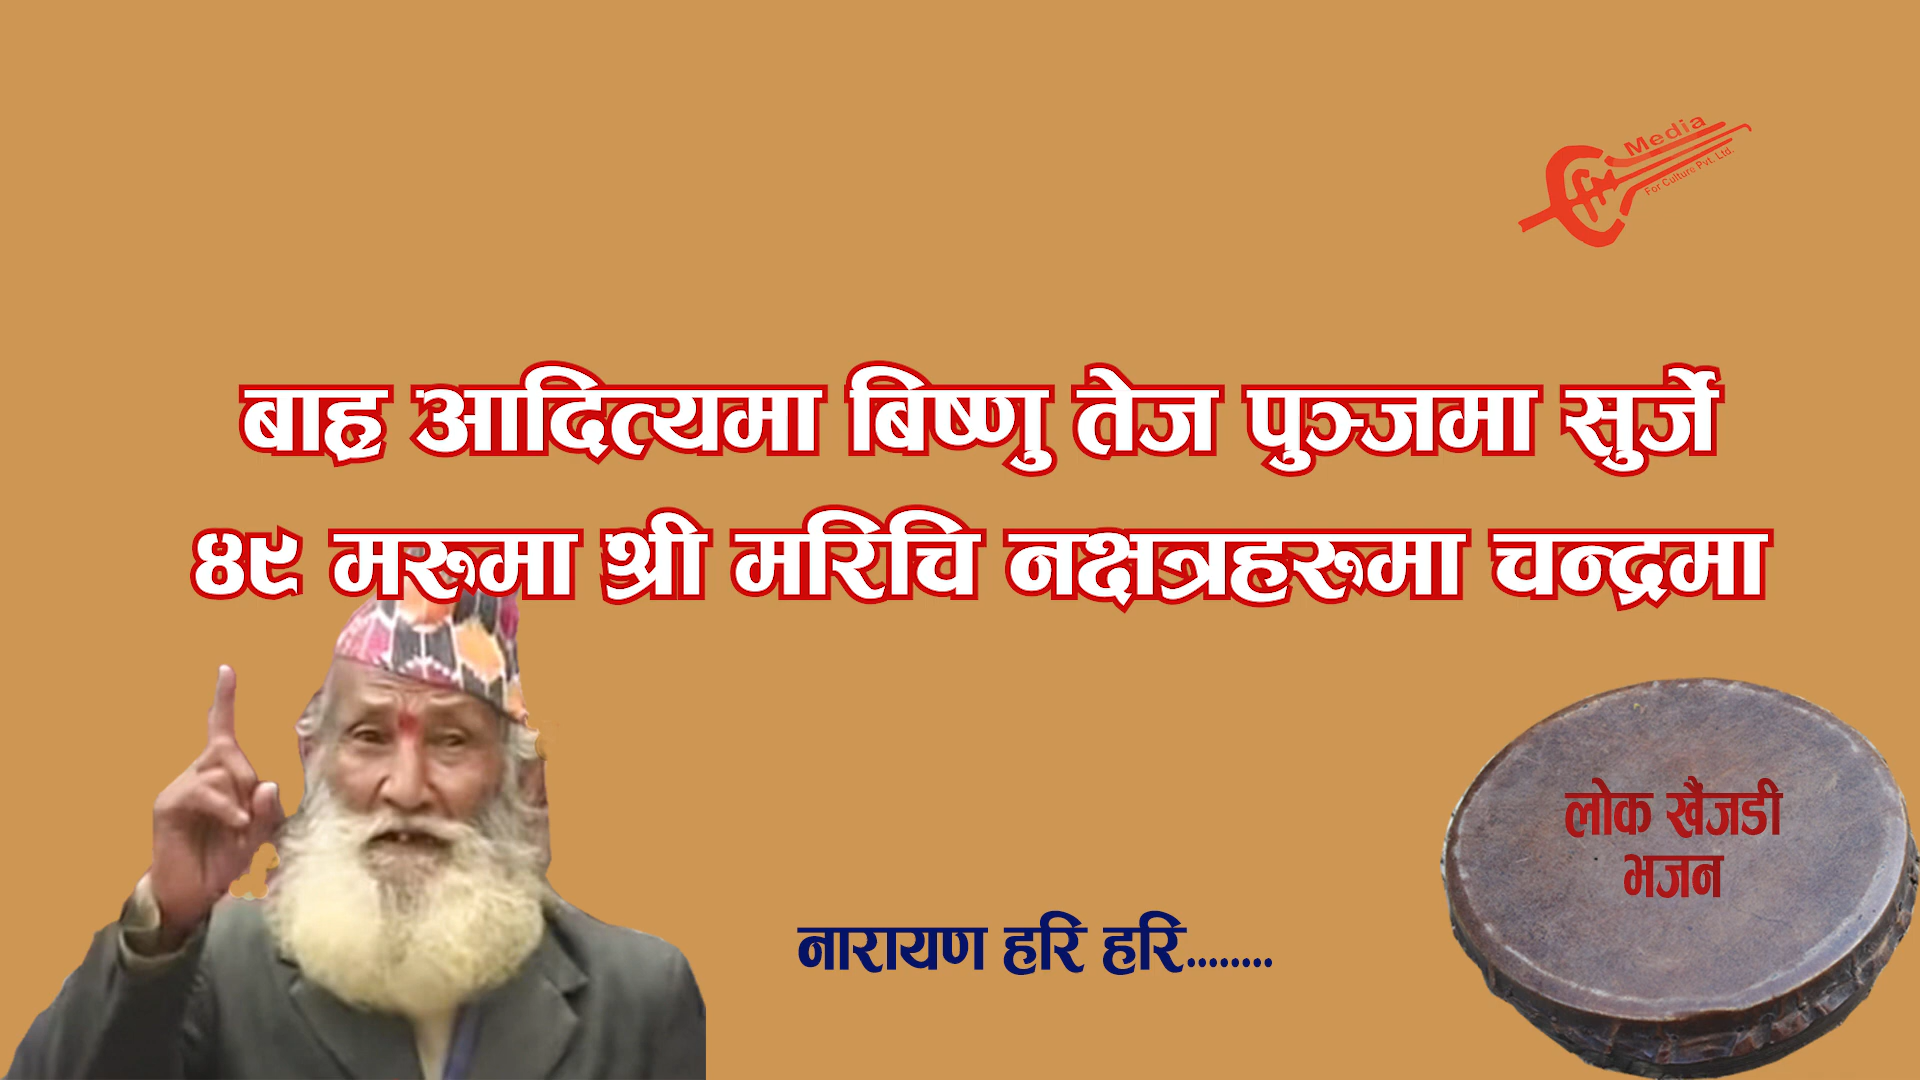 Media
Cfm
For Culture Pvt. Ltd.
बाह्र आदित्यमा बिष्णु तेज पुञ्जमा सुर्जे
४९ मरुमा श्री मरिचि नक्षत्रहरुमा चन्द्रमा
लोक खैंजडी
भजन
नारायण हरि हरि........